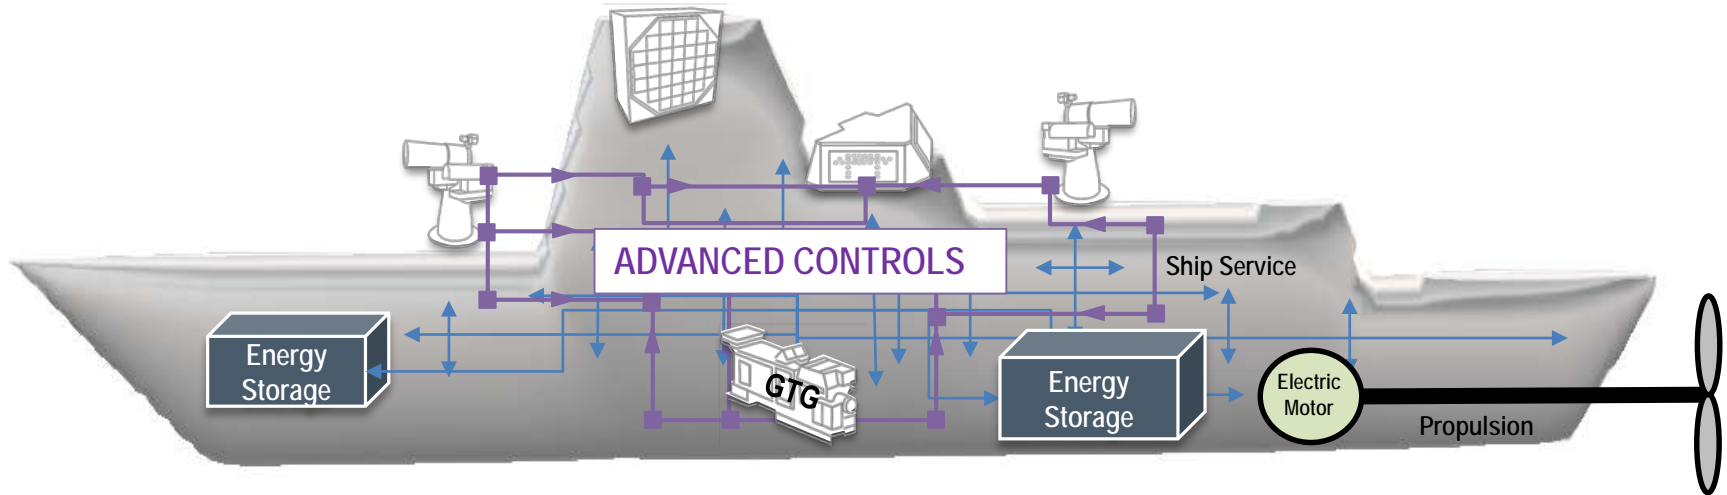 ADVANCED CONTROLS
Ship Service
Energy
Storage
GTG
Energy
Storage
Electric
Motor
Propulsion